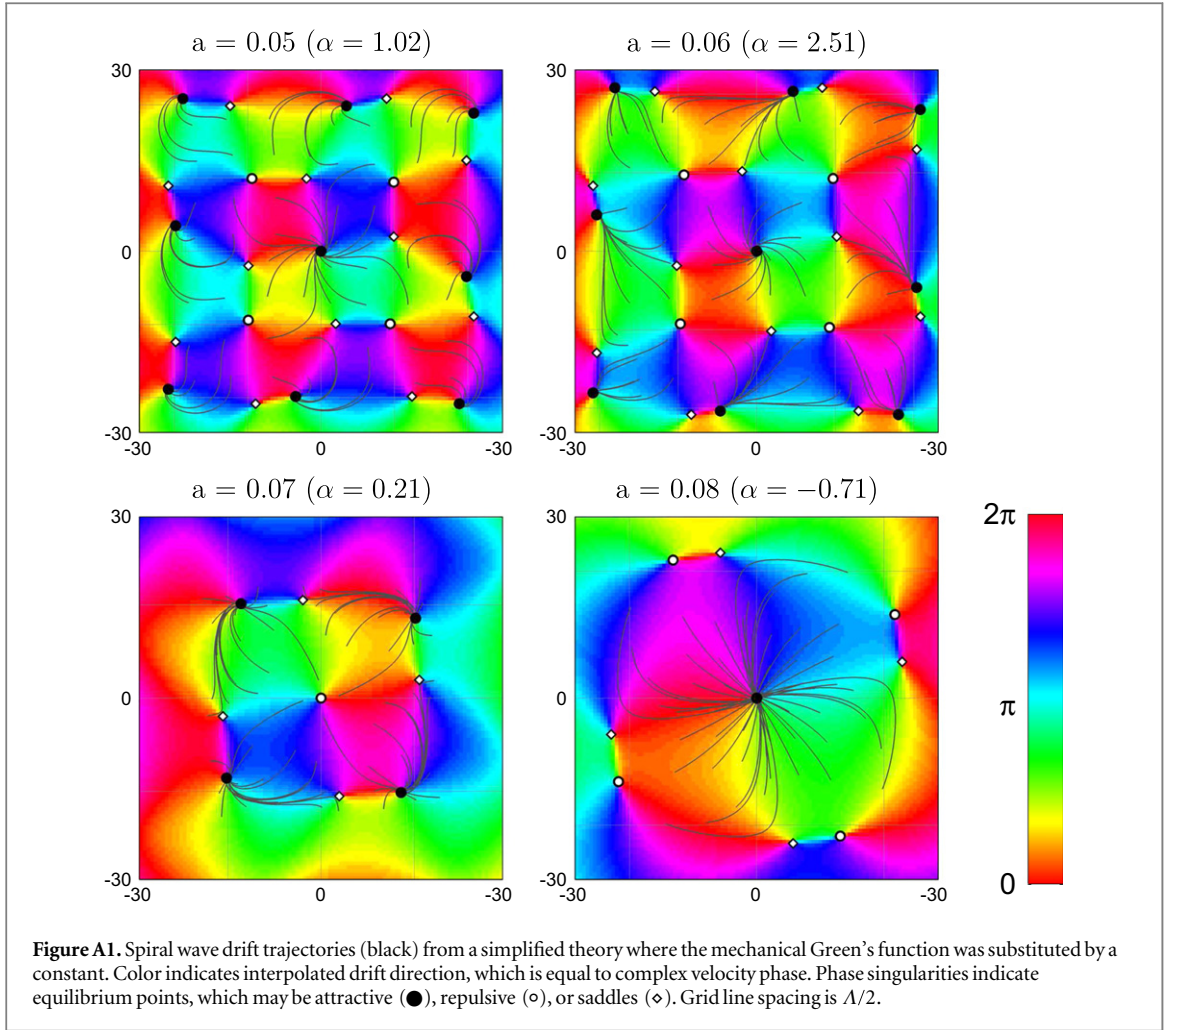 a = 0.05 (α = 1.02)
a = 0.06 (α = 2.51)
30
0
-30
-30
0
-30
30
0
-30
-30
0
-30
a = 0.07 (α = 0.21)
a = 0.08 (α = −0.71)
30
0
-30
-30
0
-30
30
0
-30
-30
0
-30
2π
π
0
Figure A1. Spiral wave drift trajectories (black) from a simplified theory where the mechanical Green's function was substituted by a
constant. Color indicates interpolated drift direction, which is equal to complex velocity phase. Phase singularities indicate
equilibrium points, which may be attractive (●), repulsive (○), or saddles (⋄). Grid line spacing is Λ/2.